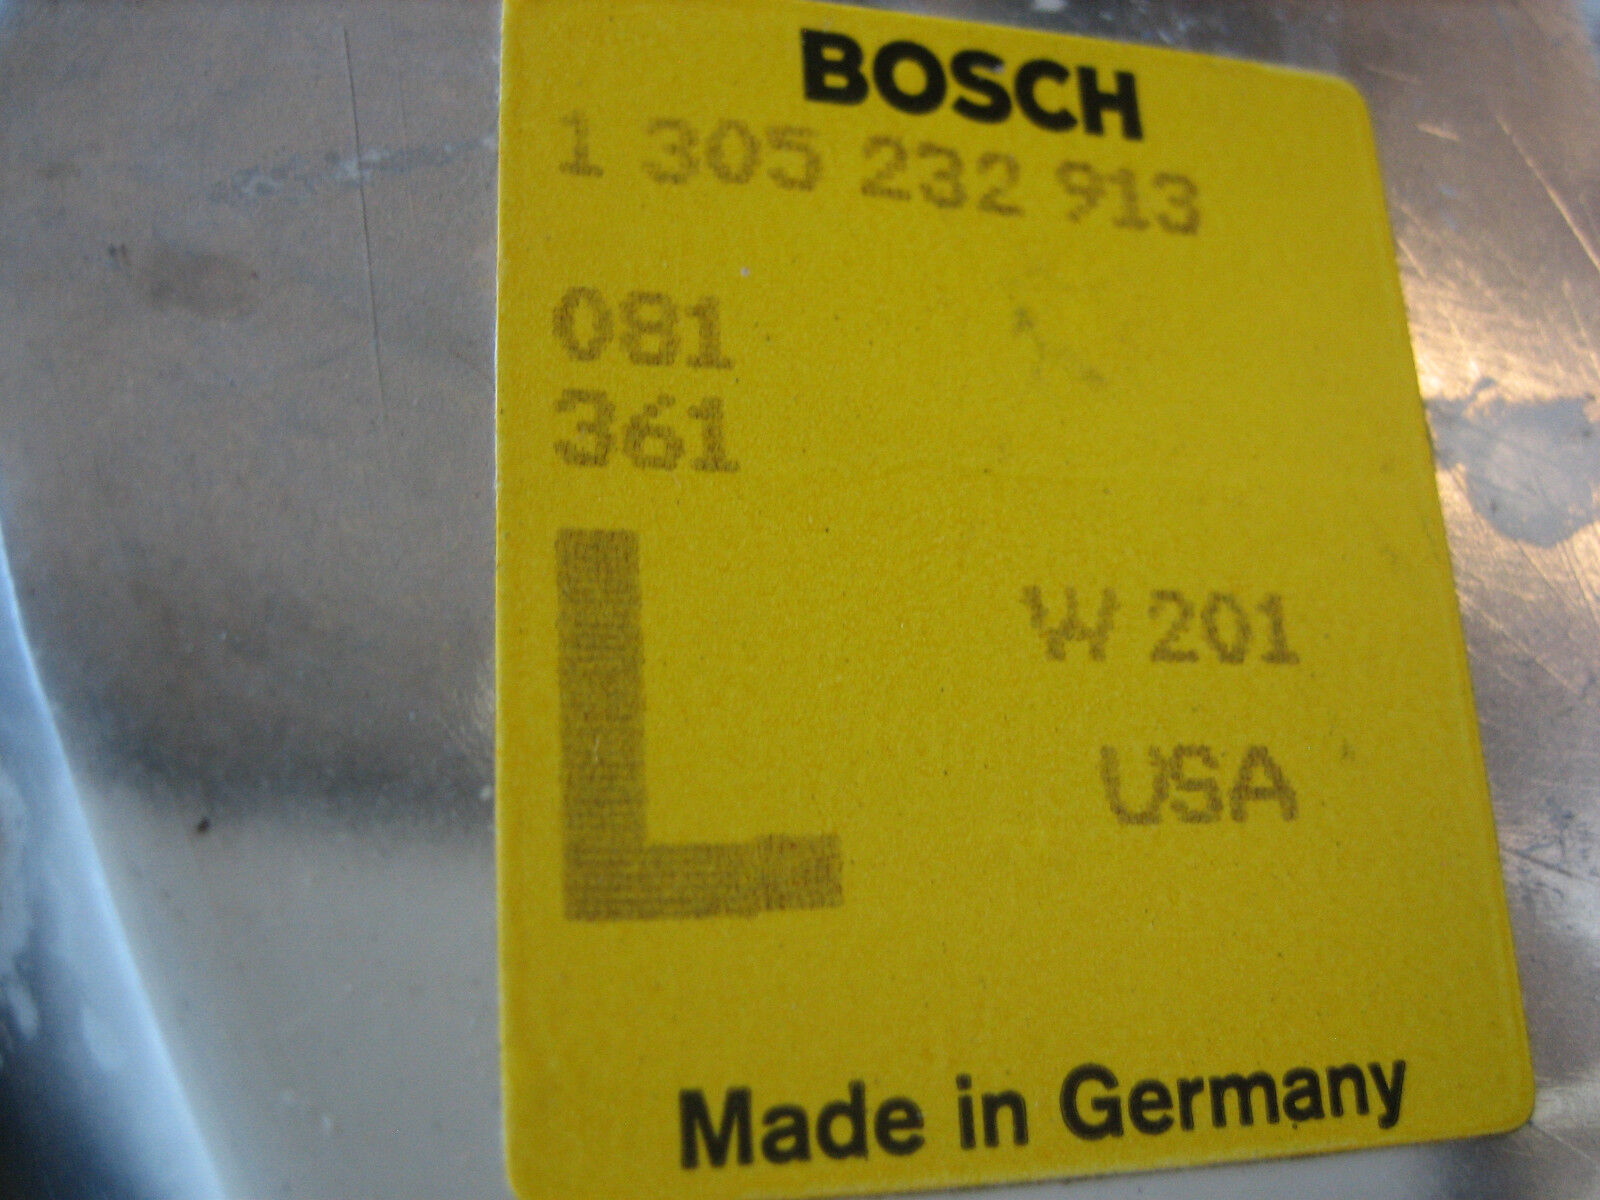 BOSCH
1 305 232 913
081
361
L
W 201
USA
Made in Germany